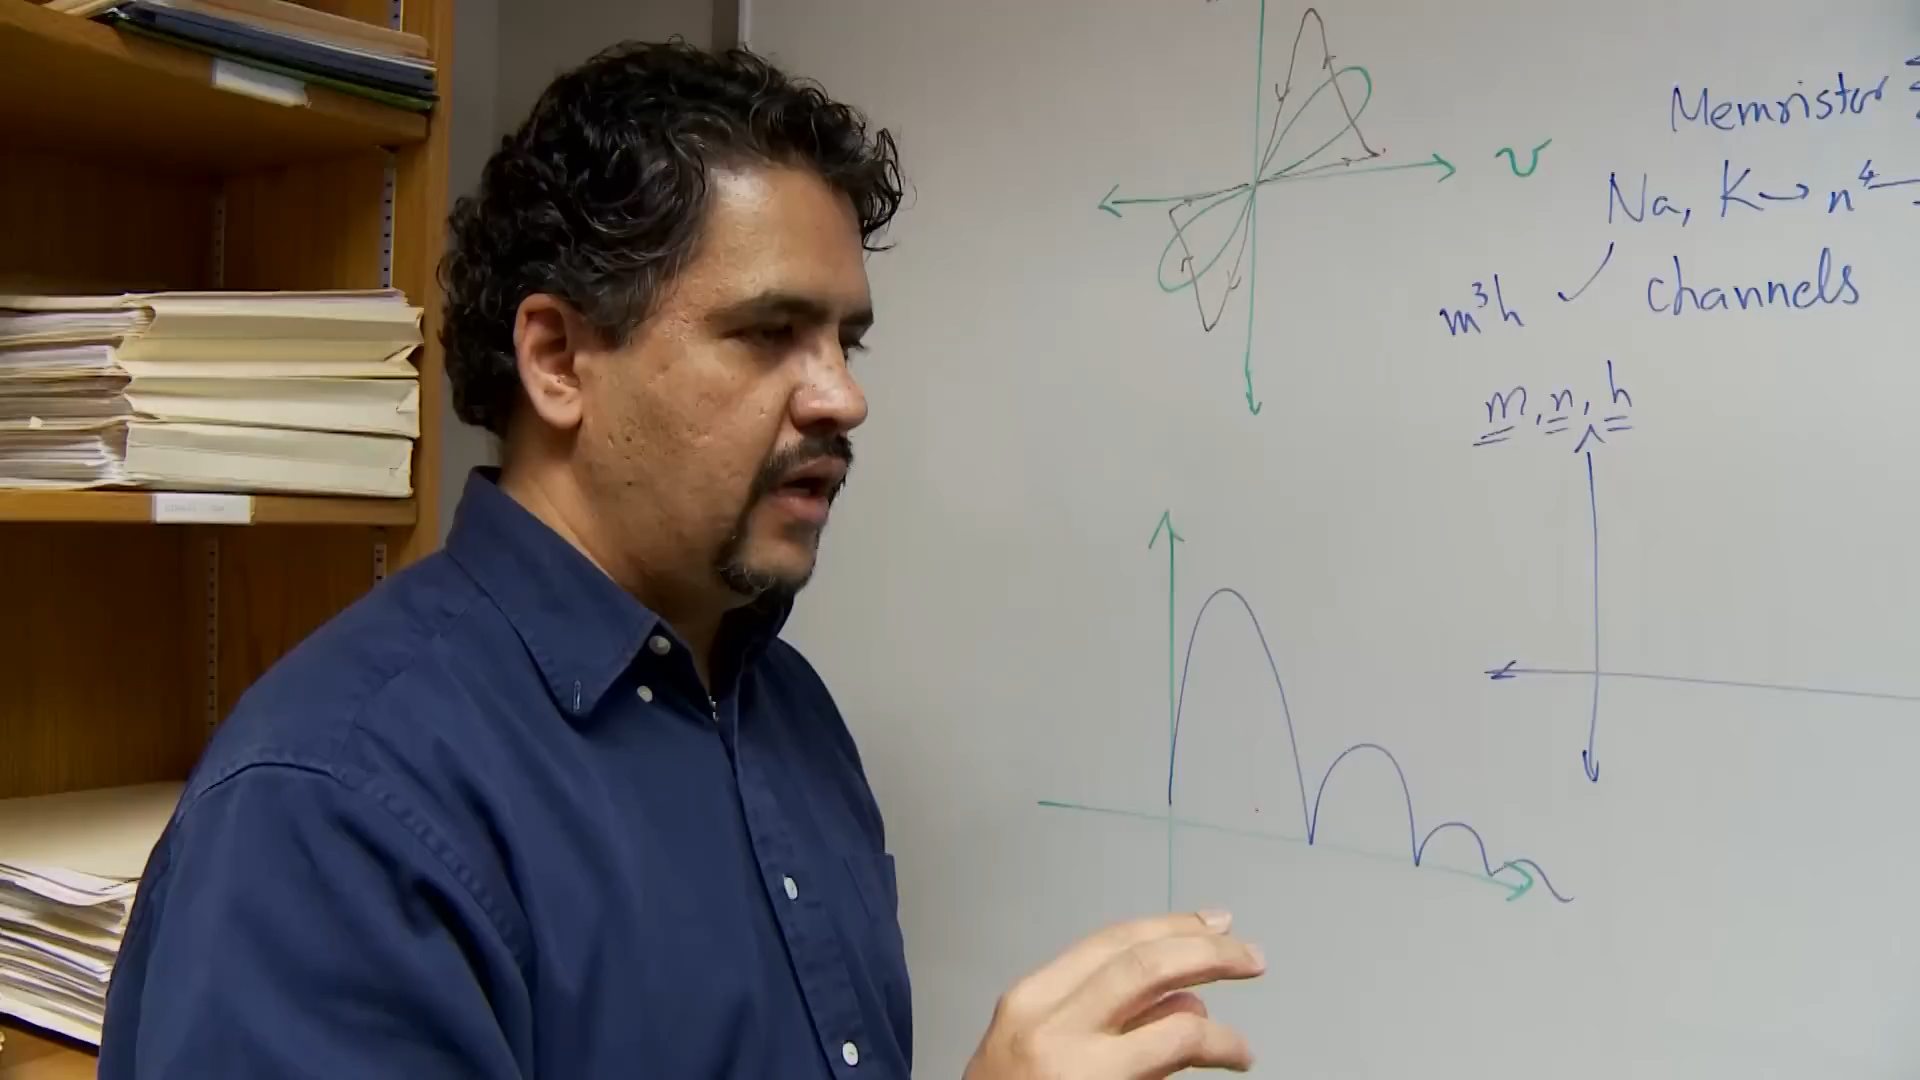 v
Memristor
Na, K → n⁴
m³h
channels
m, n, h